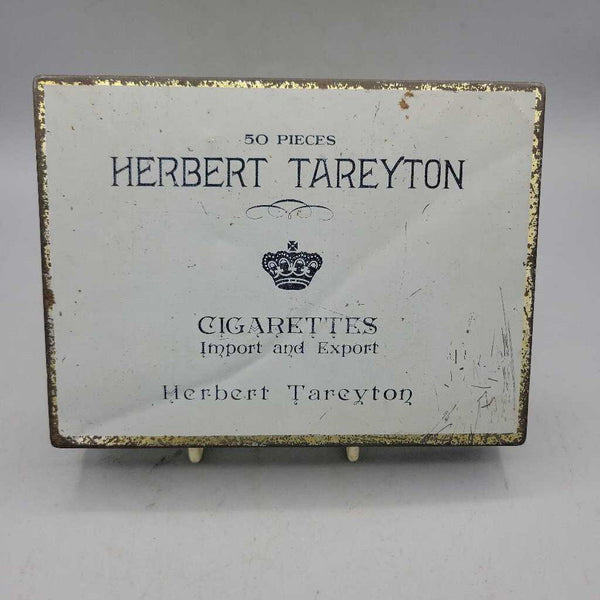 50 PIECES
HERBERT TAREYTON
CIGARETTES
Import and Export
Herbert Tareyton